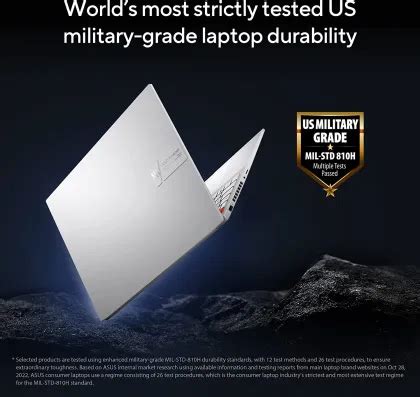 World's most strictly tested US
military-grade laptop durability
US MILITARY
GRADE
MIL-STD 810H
Multiple Tests
Passed
* Selected products are tested using enhanced military-grade MIL-STD-810H durability standards, with 12 test methods and 26 test procedures, to ensure
extraordinary toughness. Based on ASUS internal market research using available information and testing reports from main laptop brand websites on Oct 28,
2022, ASUS consumer laptops use a regime consisting of 26 test procedures, which is the consumer laptop industry's strictest and most extensive test regime
for the MIL-STD-810H standard.